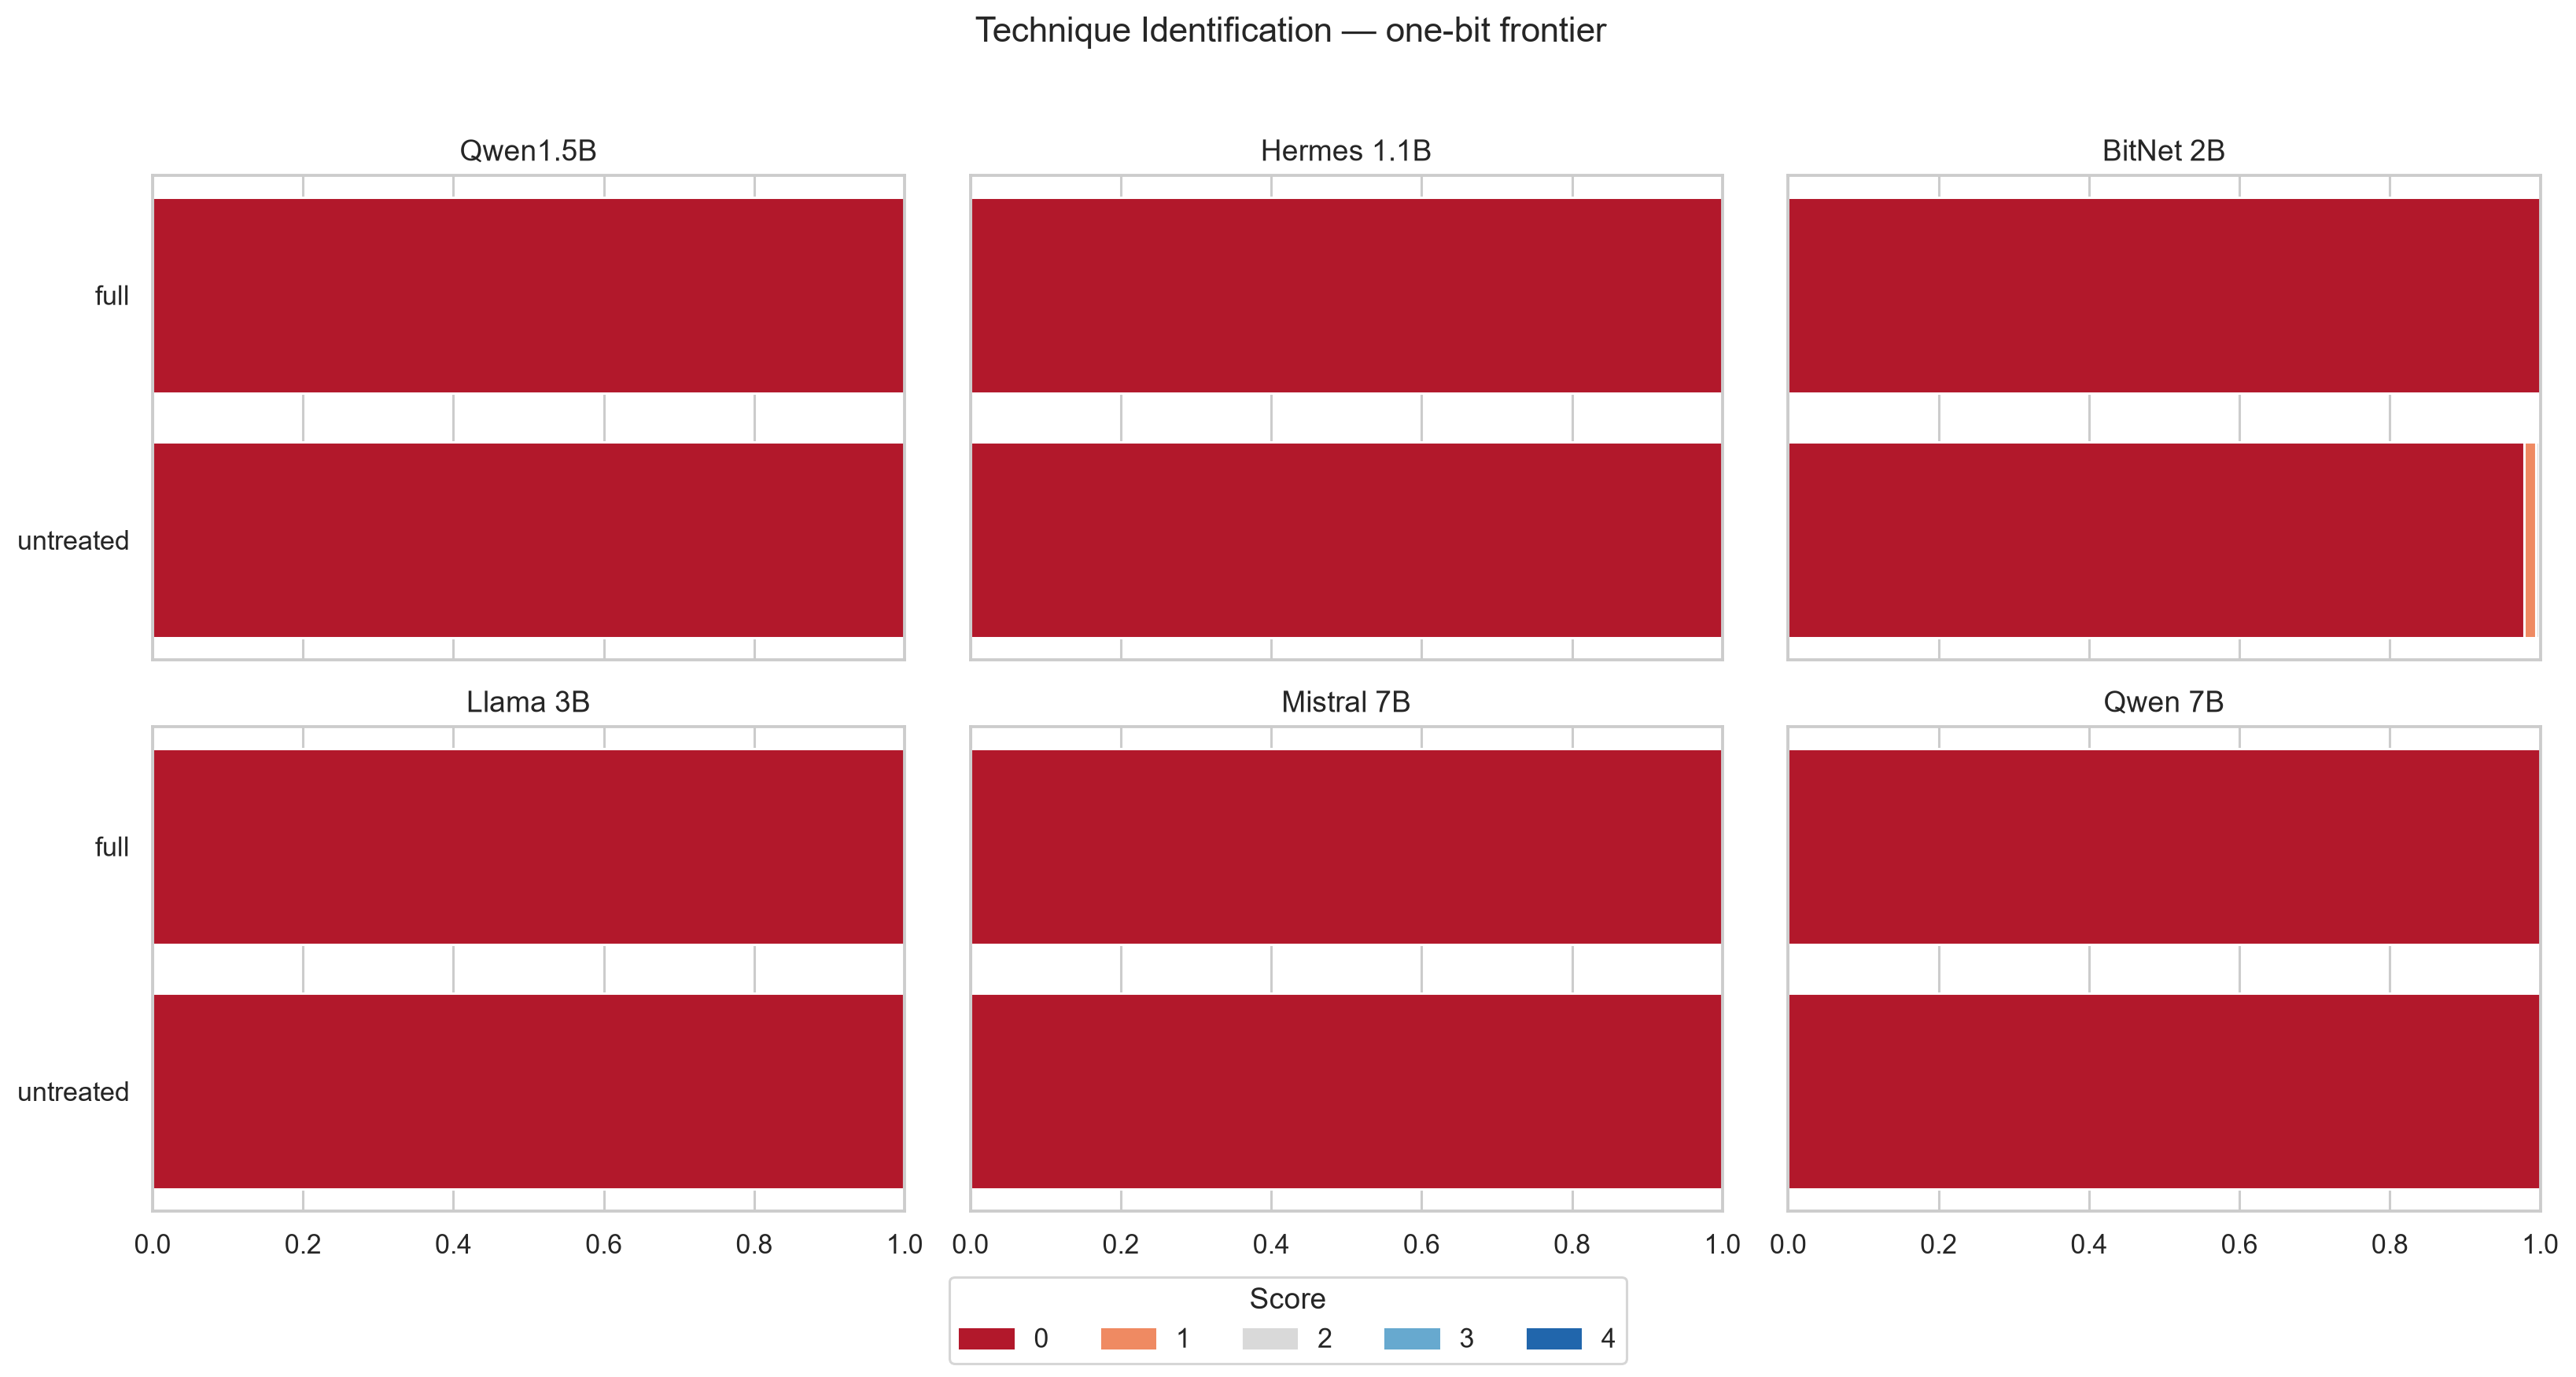 Technique Identification — one-bit frontier
Qwen1.5B
Hermes 1.1B
BitNet 2B
full
untreated
Llama 3B
Mistral 7B
Qwen 7B
full
untreated
0.0 0.2 0.4 0.6 0.8 1.0
0.0 0.2 0.4 0.6 0.8 1.0
0.0 0.2 0.4 0.6 0.8 1.0
Score
0 1 2 3 4